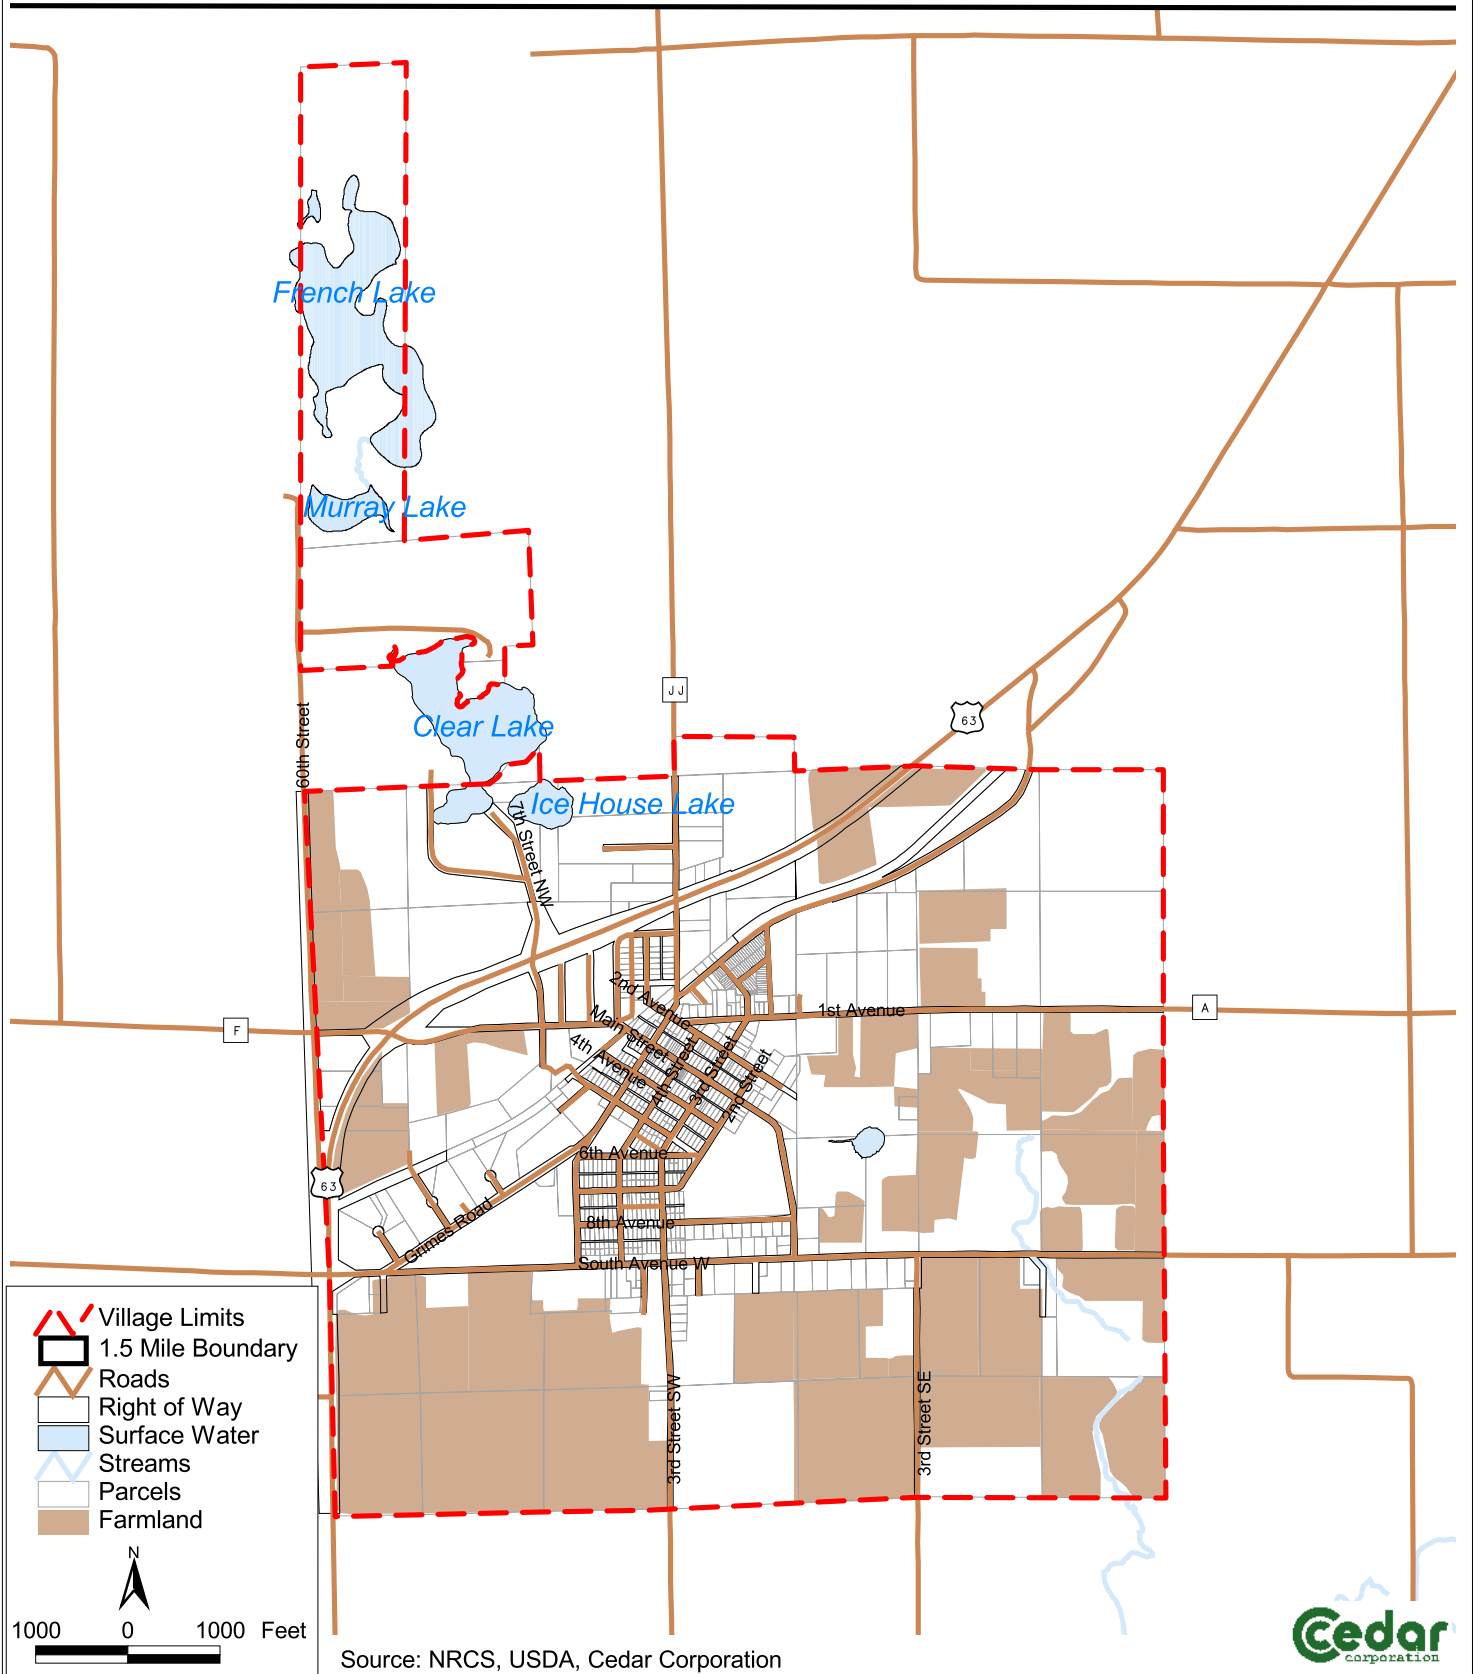 French Lake
Murray Lake
JJ
63
60th Street
Clear Lake
Ice House Lake
7th Street NW
2nd Avenue
1st Avenue
A
F
Main Street
4th Avenue
4th Street
3rd Street
2nd Street
6th Avenue
63
8th Avenue
Grimes Road
South Avenue W
3rd Street SW
3rd Street SE
Village Limits
1.5 Mile Boundary
Roads
Right of Way
Surface Water
Streams
Parcels
Farmland
N
1000 0 1000 Feet
Source: NRCS, USDA, Cedar Corporation
Cedar
corporation